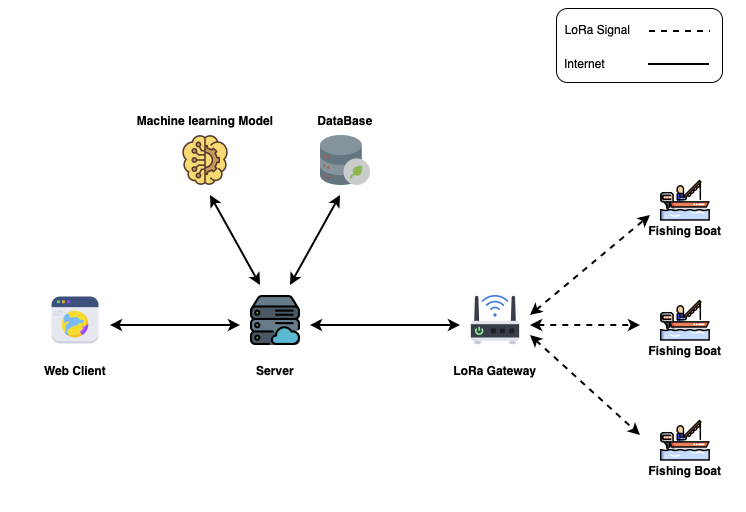 LoRa Signal
Internet
Machine learning Model
DataBase
Fishing Boat
Fishing Boat
Web Client
Server
LoRa Gateway
Fishing Boat